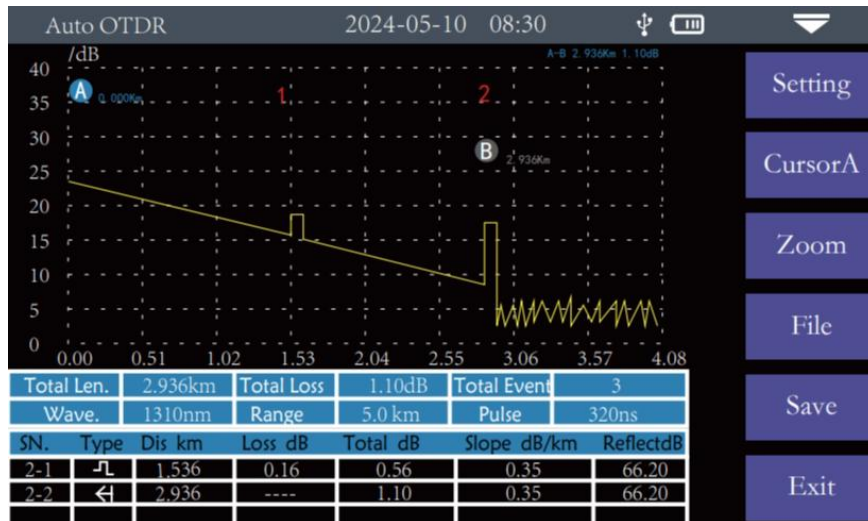 Auto OTDR 2024-05-10 08:30
/dB
A-B 2.936Km 1.10dB
40
A 0.000Km
1
2
35
30
B 2.936Km
25
20
15
10
5
0
0.00 0.51 1.02 1.53 2.04 2.55 3.06 3.57 4.08
Total Len. 2.936km Total Loss 1.10dB Total Event 3
Wave. 1310nm Range 5.0 km Pulse 320ns
SN. Type Dis km Loss dB Total dB Slope dB/km ReflectdB
2-1 1.536 0.16 0.56 0.35 66.20
2-2 2.936 ---- 1.10 0.35 66.20
Setting
CursorA
Zoom
File
Save
Exit